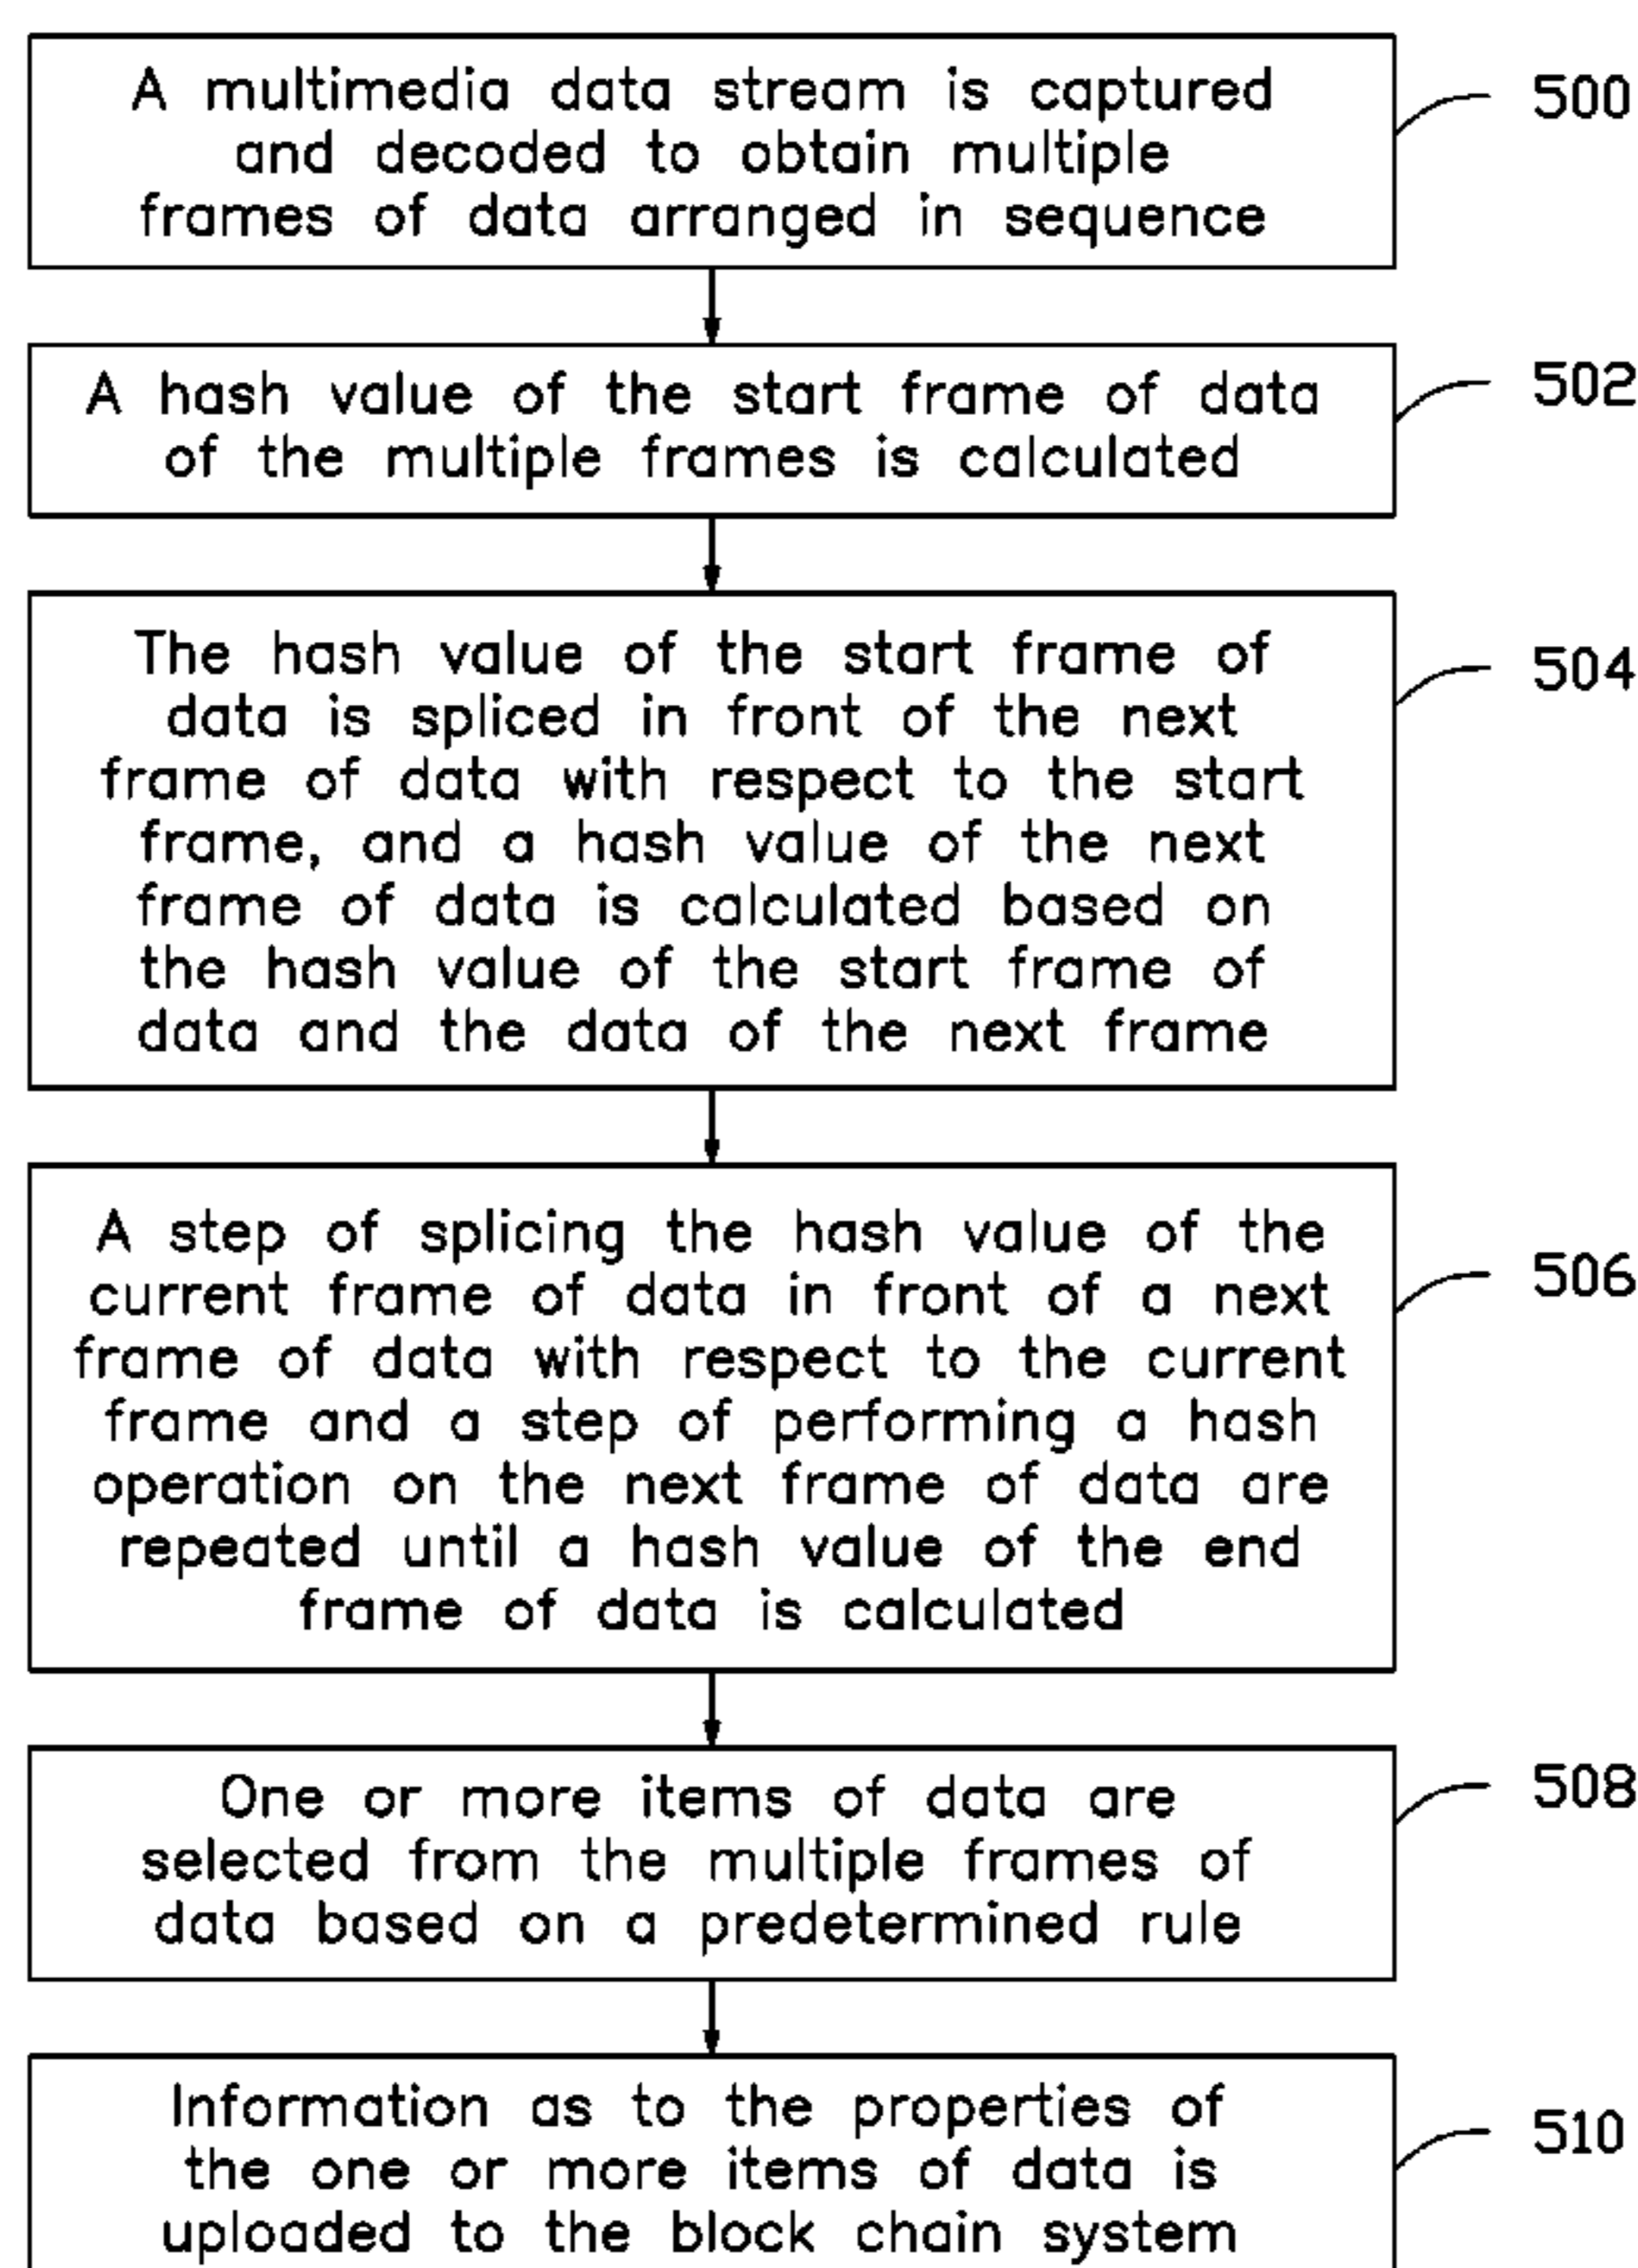 A multimedia data stream is captured
and decoded to obtain multiple
frames of data arranged in sequence
500
A hash value of the start frame of data
of the multiple frames is calculated
502
The hash value of the start frame of
data is spliced in front of the next
frame of data with respect to the start
frame, and a hash value of the next
frame of data is calculated based on
the hash value of the start frame of
data and the data of the next frame
504
A step of splicing the hash value of the
current frame of data in front of a next
frame of data with respect to the current
frame and a step of performing a hash
operation on the next frame of data are
repeated until a hash value of the end
frame of data is calculated
506
One or more items of data are
selected from the multiple frames of
data based on a predetermined rule
508
Information as to the properties of
the one or more items of data is
uploaded to the block chain system
510